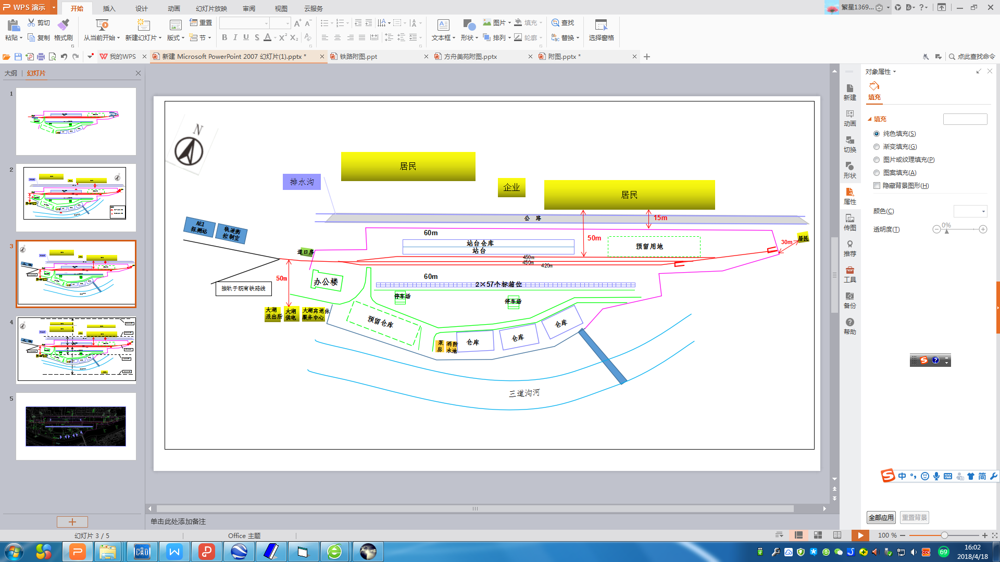 WPS 演示
开始
插入
设计
动画
幻灯片放映
审阅
视图
云服务
繁星1369...
粘贴
剪切
复制
格式刷
从当前开始
新建幻灯片
版式
重置
节
B I U S A X² X₂
文本框
形状
图片
排列
填充
轮廓
查找
替换
选择窗格
我的WPS
新建 Microsoft PowerPoint 2007 幻灯片(1).pptx *
铁路附图.ppt
方舟美苑附图.pptx
附图.pptx *
点此查找命令
大纲
幻灯片
1
2
3
4
5
N
居民
排水沟
企业
居民
公 路
15m
AEI
探测站
轨道衡
控制室
60m
50m
站台仓库
站台
预留用地
30m
居民
道口房
450m
450m
420m
50m
办公楼
60m
2×57个标箱位
接轨于既有铁路线
停车场
停车场
大湖
派出所
大湖
供电
大湖离退休
服务中心
预留仓库
泵
房
消防
水池
仓库
仓库
仓库
三道沟河
新建
动画
切换
形状
属性
传图
推荐
工具
备份
帮助
对象属性
填充
填充
纯色填充(S)
渐变填充(G)
图片或纹理填充(P)
图案填充(A)
隐藏背景图形(H)
颜色(C)
透明度(T)
0%
中
简
全部应用
重置背景
单击此处添加备注
幻灯片 3 / 5
Office 主题
100 %
CAD
69
16:02
2018/4/18